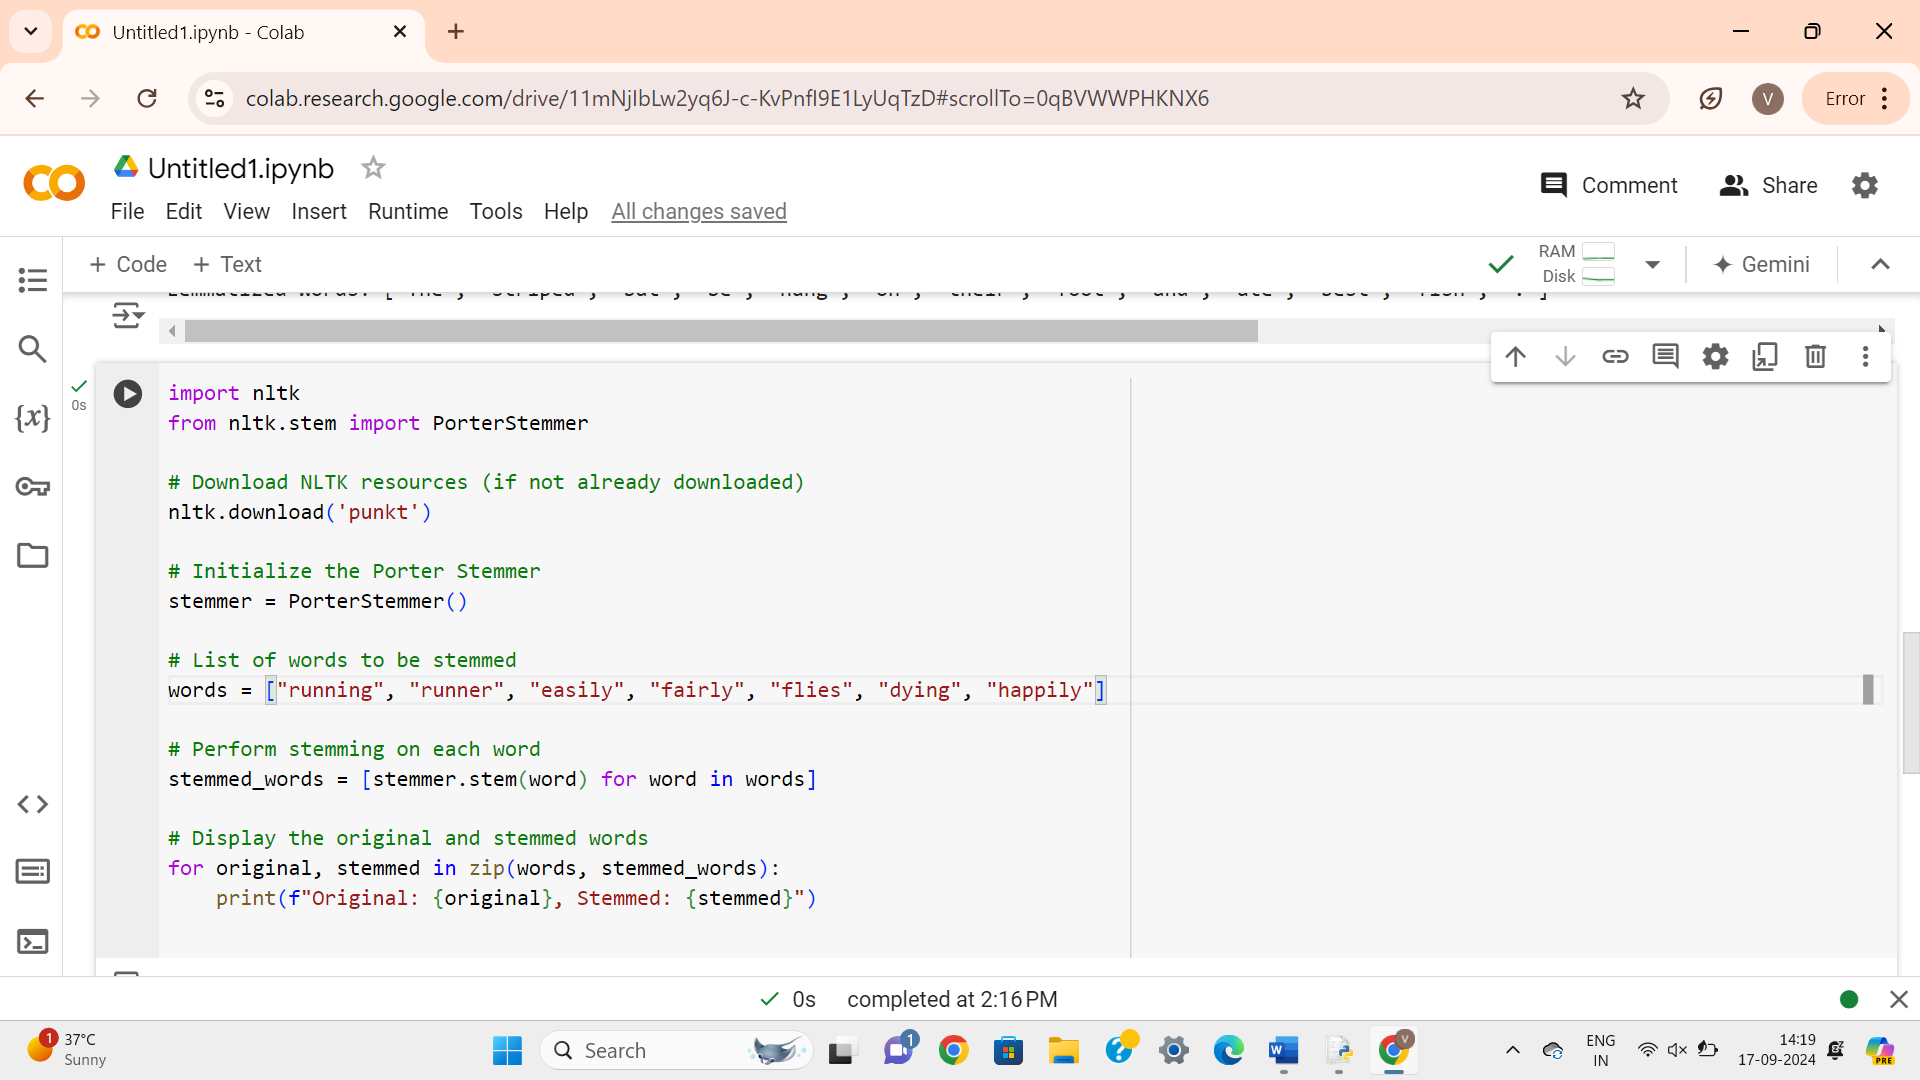 Untitled1.ipynb - Colab
colab.research.google.com/drive/11mNjIbLw2yq6J-c-KvPnfI9E1LyUqTzD#scrollTo=0qBVWWPHKNX6
V
Error
Untitled1.ipynb
File Edit View Insert Runtime Tools Help All changes saved
Comment
Share
+ Code + Text
RAM
Disk
Gemini
0s
import nltk
from nltk.stem import PorterStemmer
# Download NLTK resources (if not already downloaded)
nltk.download('punkt')
# Initialize the Porter Stemmer
stemmer = PorterStemmer()
# List of words to be stemmed
words = ["running", "runner", "easily", "fairly", "flies", "dying", "happily"]
# Perform stemming on each word
stemmed_words = [stemmer.stem(word) for word in words]
# Display the original and stemmed words
for original, stemmed in zip(words, stemmed_words):
    print(f"Original: {original}, Stemmed: {stemmed}")
0s completed at 2:16 PM
1
37°C
Sunny
Search
1
V
ENG
IN
14:19
17-09-2024
PRE